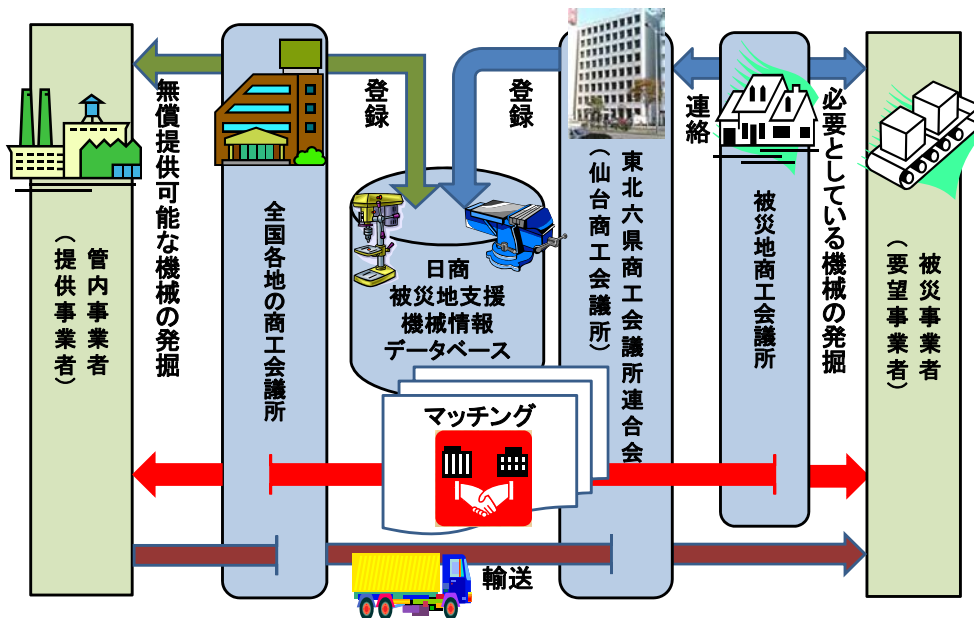 管内事業者
（提供事業者）
無償提供可能な機械の発掘
全国各地の商工会議所
登録
登録
日商
被災地支援
機械情報
データベース
東北六県商工会議所連合会
（仙台商工会議所）
連絡
被災地商工会議所
必要としている機械の発掘
被災事業者
（要望事業者）
マッチング
輸送